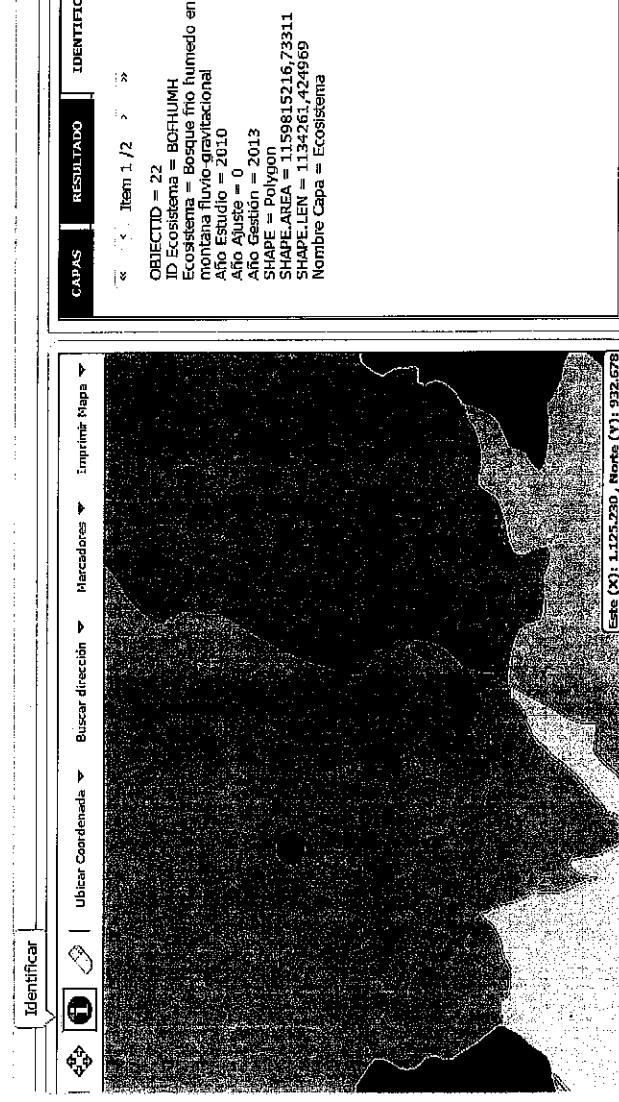 Identificar
Ubicar Coordenada ▼ Buscar dirección ▼ Marcadores ▼ Imprimir Mapa ▼
Este (X): 1.125.230 , Norte (Y): 932.678
CAPAS RESULTADO IDENTIFIC
« < Item 1 /2 > »
OBJECTID = 22
ID Ecosistema = BOFHUMH
Ecosistema = Bosque frio humedo en
montana fluvio-gravitacional
Año Estudio = 2010
Año Ajuste = 0
Año Gestión = 2013
SHAPE = Polygon
SHAPE.AREA = 1159815216,73311
SHAPE.LEN = 1134261,424969
Nombre Capa = Ecosistema